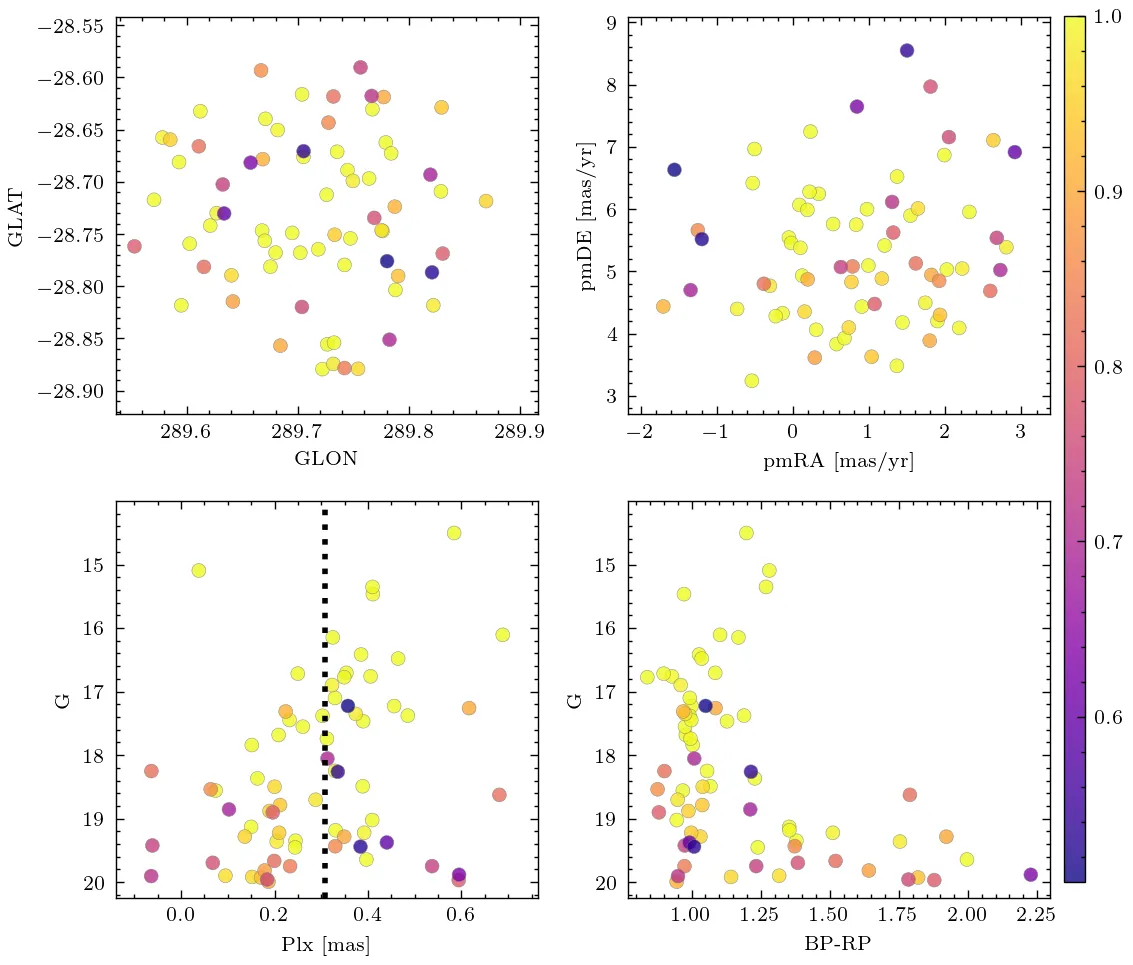 −28.55
−28.60
−28.65
−28.70
−28.75
−28.80
−28.85
−28.90
GLAT
289.6 289.7 289.8 289.9
GLON
9
8
7
6
5
4
3
pmDE [mas/yr]
−2 −1 0 1 2 3
pmRA [mas/yr]
1.0
0.9
0.8
0.7
0.6
15
16
17
18
19
20
G
0.0 0.2 0.4 0.6
Plx [mas]
15
16
17
18
19
20
G
1.00 1.25 1.50 1.75 2.00 2.25
BP-RP